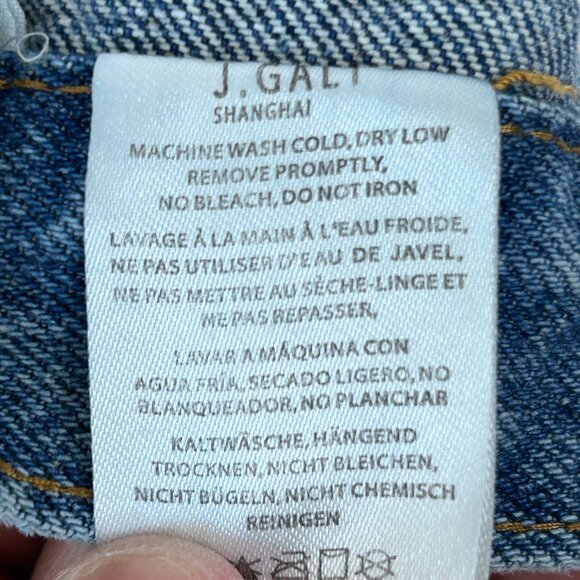 J.GALT
SHANGHAI
MACHINE WASH COLD, DRY LOW
REMOVE PROMPTLY,
NO BLEACH, DO NOT IRON
LAVAGE À LA MAIN À L'EAU FROIDE,
NE PAS UTILISER D'EAU DE JAVEL,
NE PAS METTRE AU SÈCHE-LINGE ET
NE PAS REPASSER,
LAVAR A MÁQUINA CON
AGUA FRÍA, SECADO LIGERO, NO
BLANQUEADOR, NO PLANCHAR
KALTWÄSCHE, HÄNGEND
TROCKNEN, NICHT BLEICHEN,
NICHT BÜGELN, NICHT CHEMISCH
REINIGEN